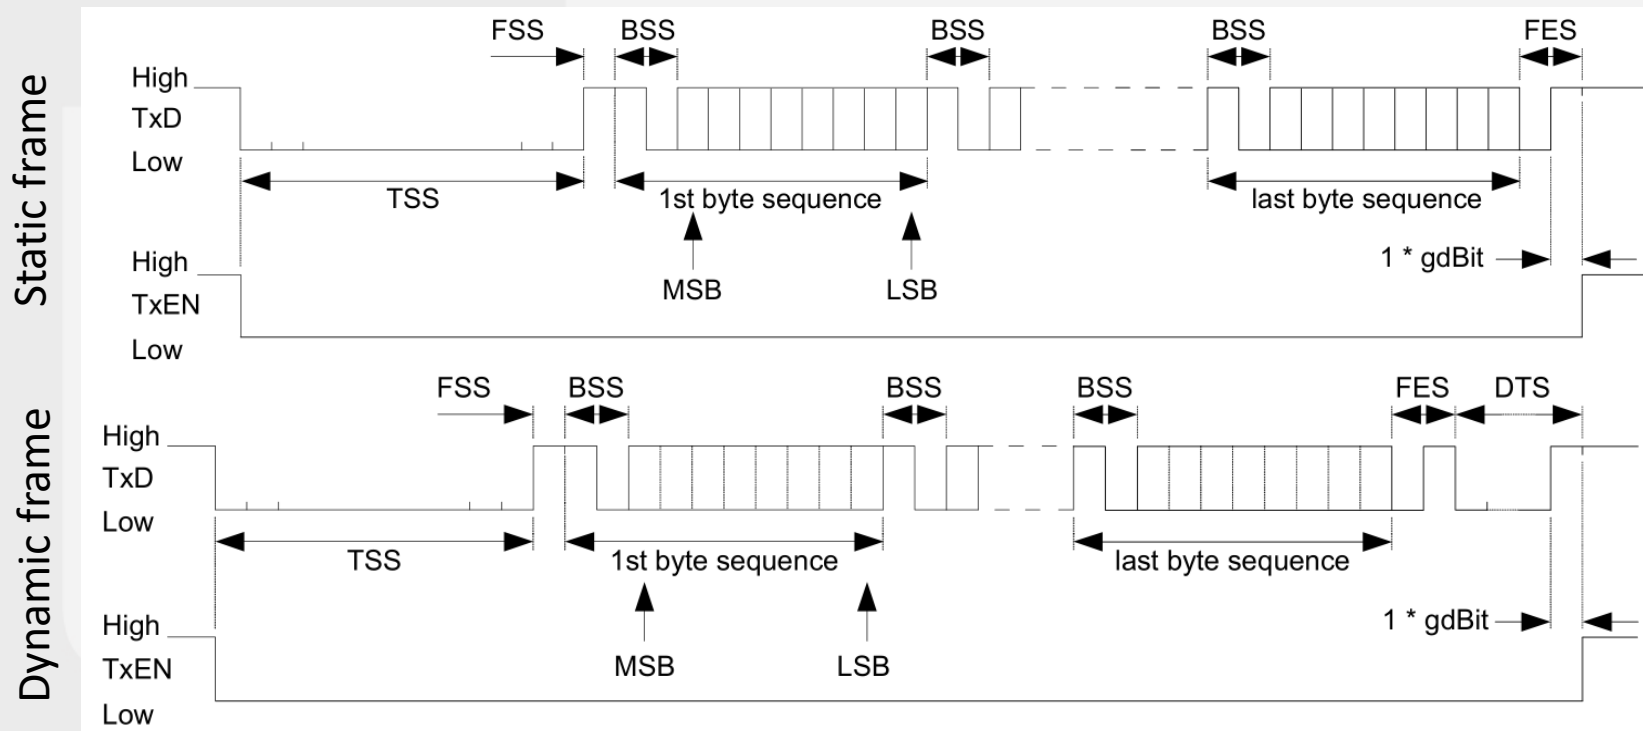 Static frame
FSS BSS BSS BSS FES
High
TxD
Low
TSS 1st byte sequence last byte sequence
MSB LSB
1 * gdBit
High
TxEN
Low
Dynamic frame
FSS BSS BSS BSS FES DTS
High
TxD
Low
TSS 1st byte sequence last byte sequence
MSB LSB
1 * gdBit
High
TxEN
Low